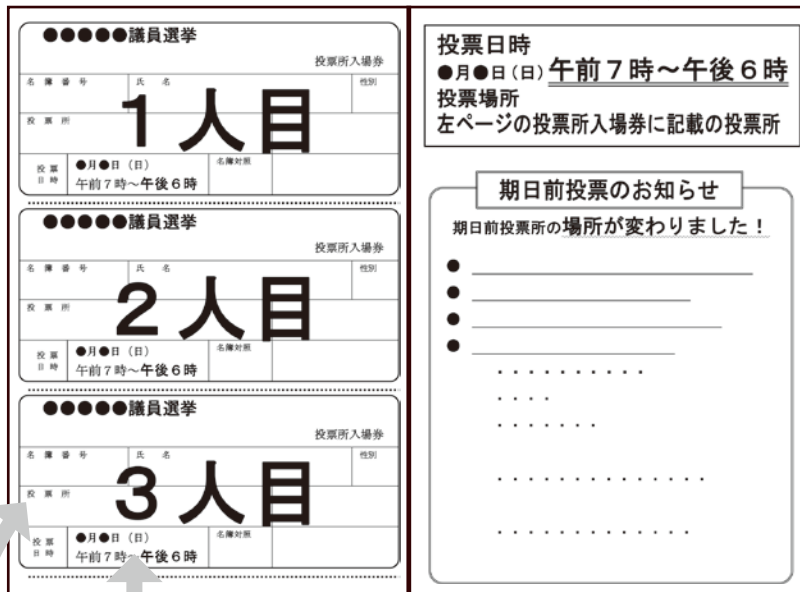 ●●●●●議員選挙
投票所入場券
名簿番号 氏名 性別
1人目
投票所
投票日時 ●月●日（日） 名簿対照
午前7時～午後6時
●●●●●議員選挙
投票所入場券
名簿番号 氏名 性別
2人目
投票所
投票日時 ●月●日（日） 名簿対照
午前7時～午後6時
●●●●●議員選挙
投票所入場券
名簿番号 氏名 性別
3人目
投票所
投票日時 ●月●日（日） 名簿対照
午前7時～午後6時
投票日時
●月●日（日）午前7時～午後6時
投票場所
左ページの投票所入場券に記載の投票所
期日前投票のお知らせ
期日前投票所の場所が変わりました！